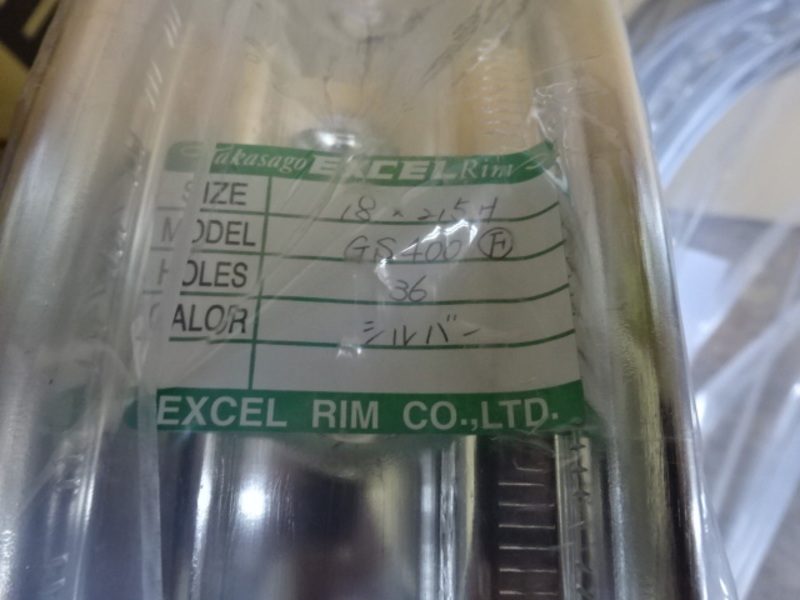 Takasago EXCEL Rim
SIZE 18 × 2.15H
MODEL GS400 Ⓕ
HOLES 36
CALOR シルバー
EXCEL RIM CO.,LTD.